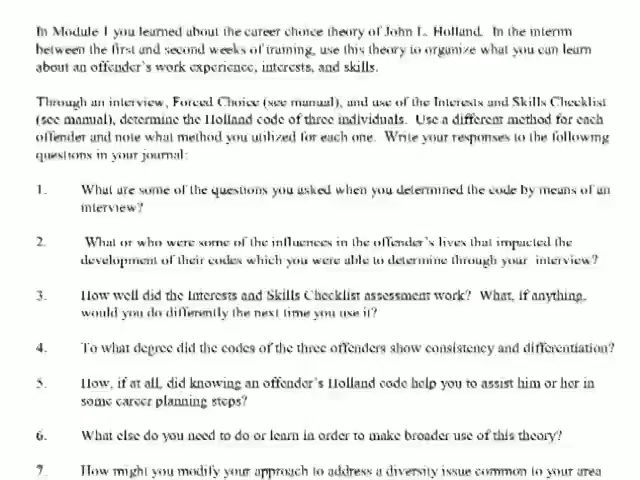 In Module 1 you learned about the career choice theory of John L. Holland. In the interim
between the first and second weeks of training, use this theory to organize what you can learn
about an offender's work experience, interests, and skills.
Through an interview, Forced Choice (see manual), and use of the Interests and Skills Checklist
(see manual), determine the Holland code of three individuals. Use a different method for each
offender and note what method you utilized for each one. Write your responses to the following
questions in your journal:
1. What are some of the questions you asked when you determined the code by means of an
interview?
2. What or who were some of the influences in the offender's lives that impacted the
development of their codes which you were able to determine through your interview?
3. How well did the Interests and Skills Checklist assessment work? What, if anything,
would you do differently the next time you use it?
4. To what degree did the codes of the three offenders show consistency and differentiation?
5. How, if at all, did knowing an offender's Holland code help you to assist him or her in
some career planning steps?
6. What else do you need to do or learn in order to make broader use of this theory?
7. How might you modify your approach to address a diversity issue common to your area